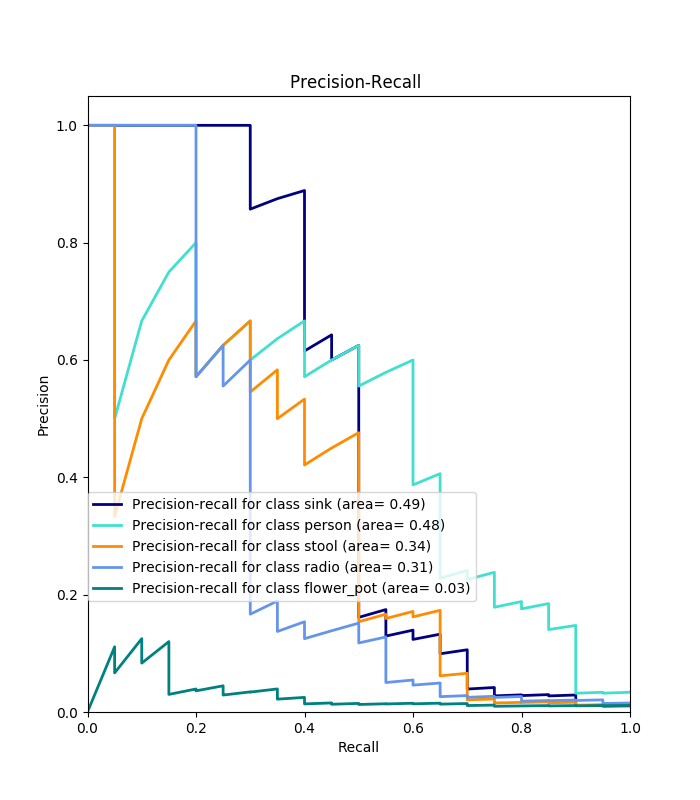 Precision-Recall
1.0
0.8
0.6
0.4
0.2
0.0
Precision
Precision-recall for class sink (area= 0.49)
Precision-recall for class person (area= 0.48)
Precision-recall for class stool (area= 0.34)
Precision-recall for class radio (area= 0.31)
Precision-recall for class flower_pot (area= 0.03)
0.0 0.2 0.4 0.6 0.8 1.0
Recall